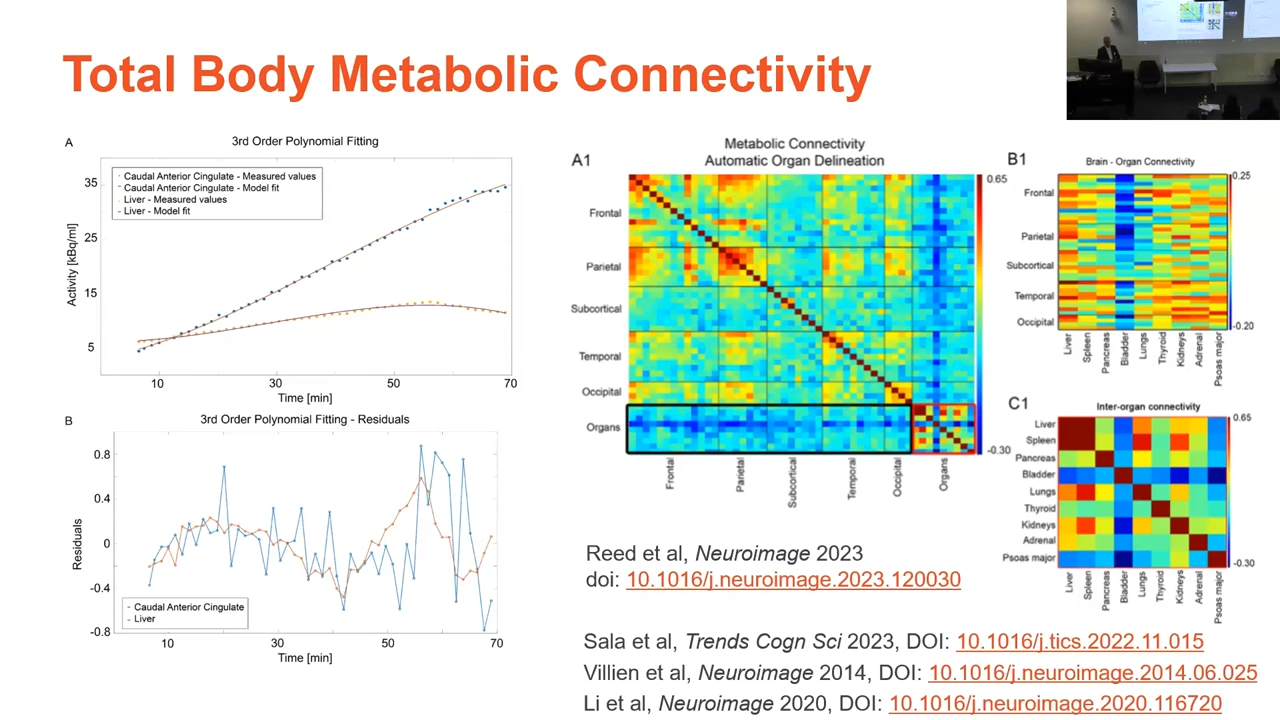 Total Body Metabolic Connectivity
A
3rd Order Polynomial Fitting
Caudal Anterior Cingulate - Measured values
Caudal Anterior Cingulate - Model fit
Liver - Measured values
Liver - Model fit
35
25
15
5
Activity [kBq/ml]
10 30 50 70
Time [min]
B
3rd Order Polynomial Fitting - Residuals
0.8
0.4
0
-0.4
-0.8
Residuals
Caudal Anterior Cingulate
Liver
10 30 50 70
Time [min]
A1
Metabolic Connectivity
Automatic Organ Delineation
0.65
Frontal
Parietal
Subcortical
Temporal
Occipital
Organs
-0.30
Frontal Parietal Subcortical Temporal Occipital Organs
B1
Brain - Organ Connectivity
0.25
Frontal
Parietal
Subcortical
Temporal
Occipital
-0.20
Liver Spleen Pancreas Bladder Lungs Thyroid Kidneys Adrenal Psoas major
C1
Inter-organ connectivity
0.65
Liver
Spleen
Pancreas
Bladder
Lungs
Thyroid
Kidneys
Adrenal
Psoas major
-0.30
Liver Spleen Pancreas Bladder Lungs Thyroid Kidneys Adrenal Psoas major
Reed et al, Neuroimage 2023
doi: 10.1016/j.neuroimage.2023.120030
Sala et al, Trends Cogn Sci 2023, DOI: 10.1016/j.tics.2022.11.015
Villien et al, Neuroimage 2014, DOI: 10.1016/j.neuroimage.2014.06.025
Li et al, Neuroimage 2020, DOI: 10.1016/j.neuroimage.2020.116720